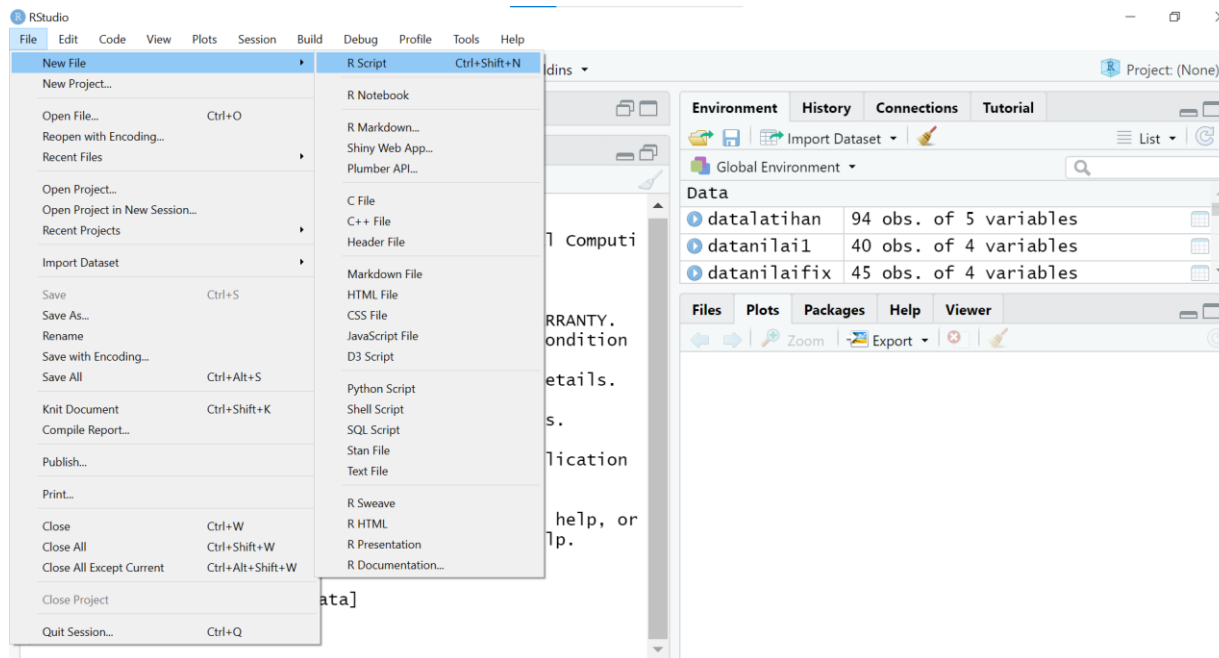 RStudio
File Edit Code View Plots Session Build Debug Profile Tools Help
New File
New Project...
Open File... Ctrl+O
Reopen with Encoding...
Recent Files
Open Project...
Open Project in New Session...
Recent Projects
Import Dataset
Save Ctrl+S
Save As...
Rename
Save with Encoding...
Save All Ctrl+Alt+S
Knit Document Ctrl+Shift+K
Compile Report...
Publish...
Print...
Close Ctrl+W
Close All Ctrl+Shift+W
Close All Except Current Ctrl+Alt+Shift+W
Close Project
Quit Session... Ctrl+Q
R Script Ctrl+Shift+N
R Notebook
R Markdown...
Shiny Web App...
Plumber API...
C File
C++ File
Header File
Markdown File
HTML File
CSS File
JavaScript File
D3 Script
Python Script
Shell Script
SQL Script
Stan File
Text File
R Sweave
R HTML
R Presentation
R Documentation...
ldins
l Computi
RRANTY.
ondition
etails.
s.
lication
help, or
lp.
ata]
R Project: (None)
Environment History Connections Tutorial
Import Dataset List
Global Environment
Data
datalatihan 94 obs. of 5 variables
datanilai1 40 obs. of 4 variables
datanilaifix 45 obs. of 4 variables
Files Plots Packages Help Viewer
Zoom Export